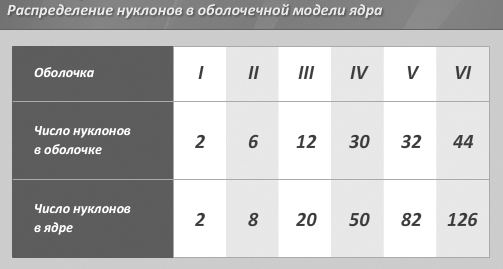 Распределение нуклонов в оболочечной модели ядра
Оболочка I II III IV V VI
Число нуклонов
в оболочке 2 6 12 30 32 44
Число нуклонов
в ядре 2 8 20 50 82 126